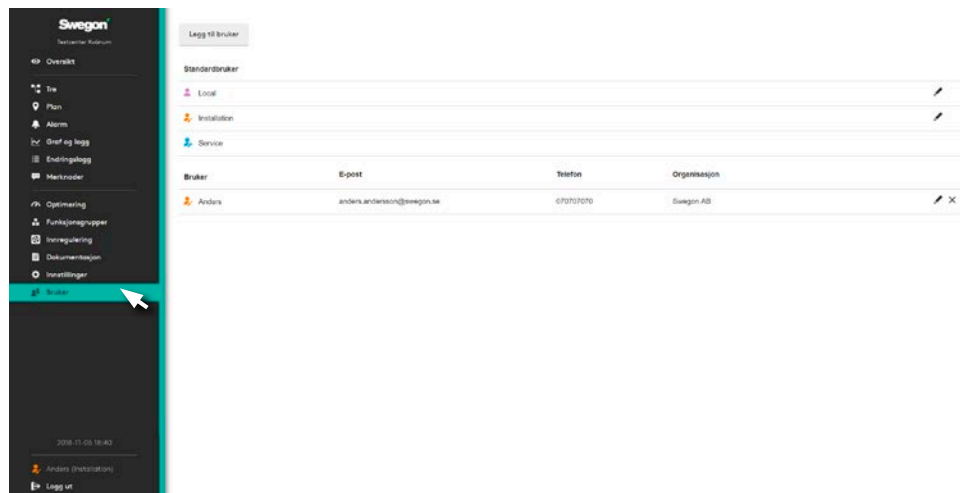 Swegon
Testcenter Kvänum
Oversikt
Tre
Plan
Alarm
Graf og logg
Endringslogg
Merknader
Optimering
Funksjonsgrupper
Innregulering
Dokumentasjon
Innstillinger
Bruker
2018-11-05 18:40
Anders (Installation)
Logg ut
Legg til bruker
Standardbruker
Local
Installation
Service
Bruker E-post Telefon Organisasjon
Anders anders.andersson@swegon.se 070707070 Swegon AB